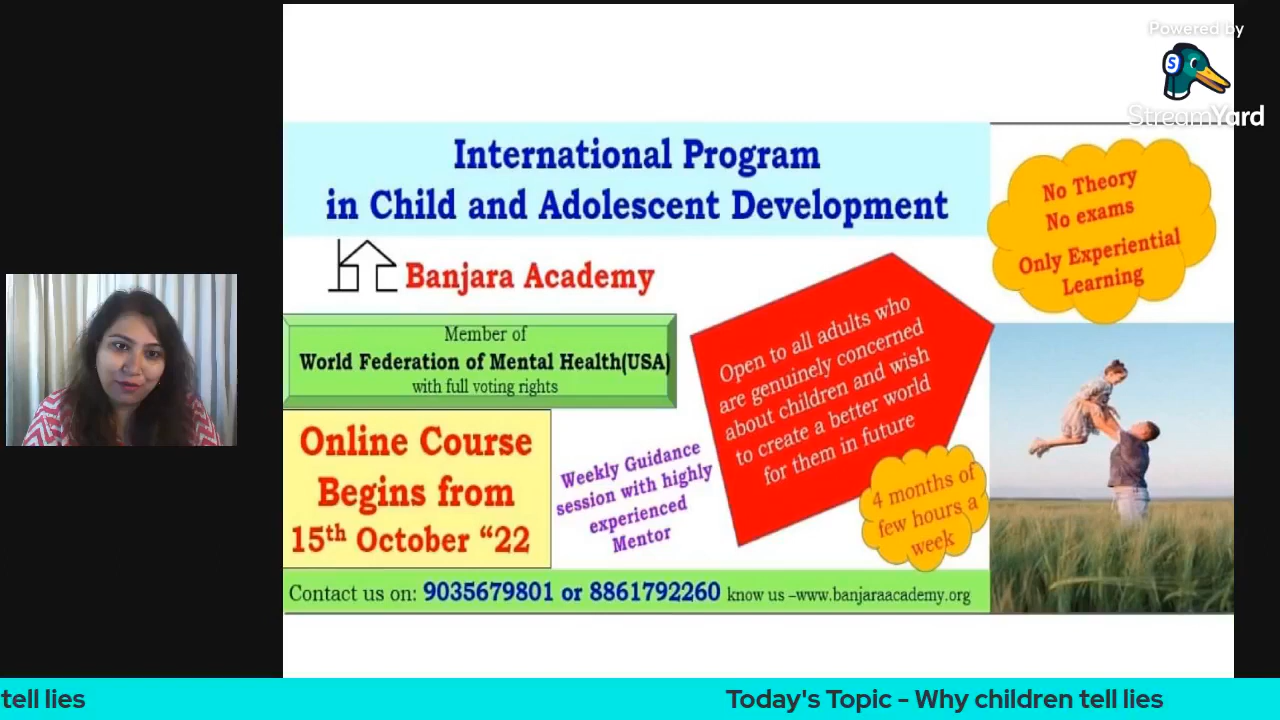 Powered by
StreamYard
International Program
in Child and Adolescent Development
Banjara Academy
Member of
World Federation of Mental Health(USA)
with full voting rights
Online Course
Begins from
15th October “22
Weekly Guidance
session with highly
experienced
Mentor
Open to all adults who
are genuinely concerned
about children and wish
to create a better world
for them in future
No Theory
No exams
Only Experiential
Learning
4 months of
few hours a
week
Contact us on: 9035679801 or 8861792260 know us –www.banjaraacademy.org
tell lies
Today's Topic - Why children tell lies